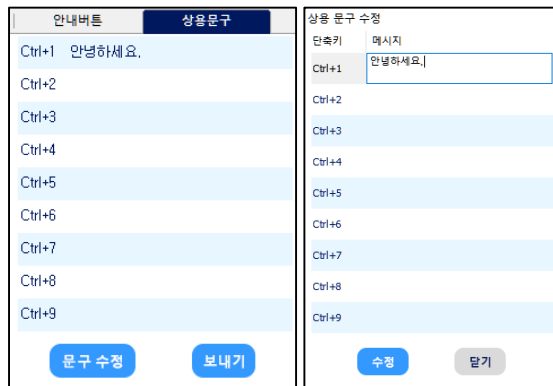 안내버튼 상용문구
Ctrl+1 안녕하세요.
Ctrl+2
Ctrl+3
Ctrl+4
Ctrl+5
Ctrl+6
Ctrl+7
Ctrl+8
Ctrl+9
문구 수정 보내기
상용 문구 수정
단축키 메시지
Ctrl+1 안녕하세요.
Ctrl+2
Ctrl+3
Ctrl+4
Ctrl+5
Ctrl+6
Ctrl+7
Ctrl+8
Ctrl+9
수정 닫기